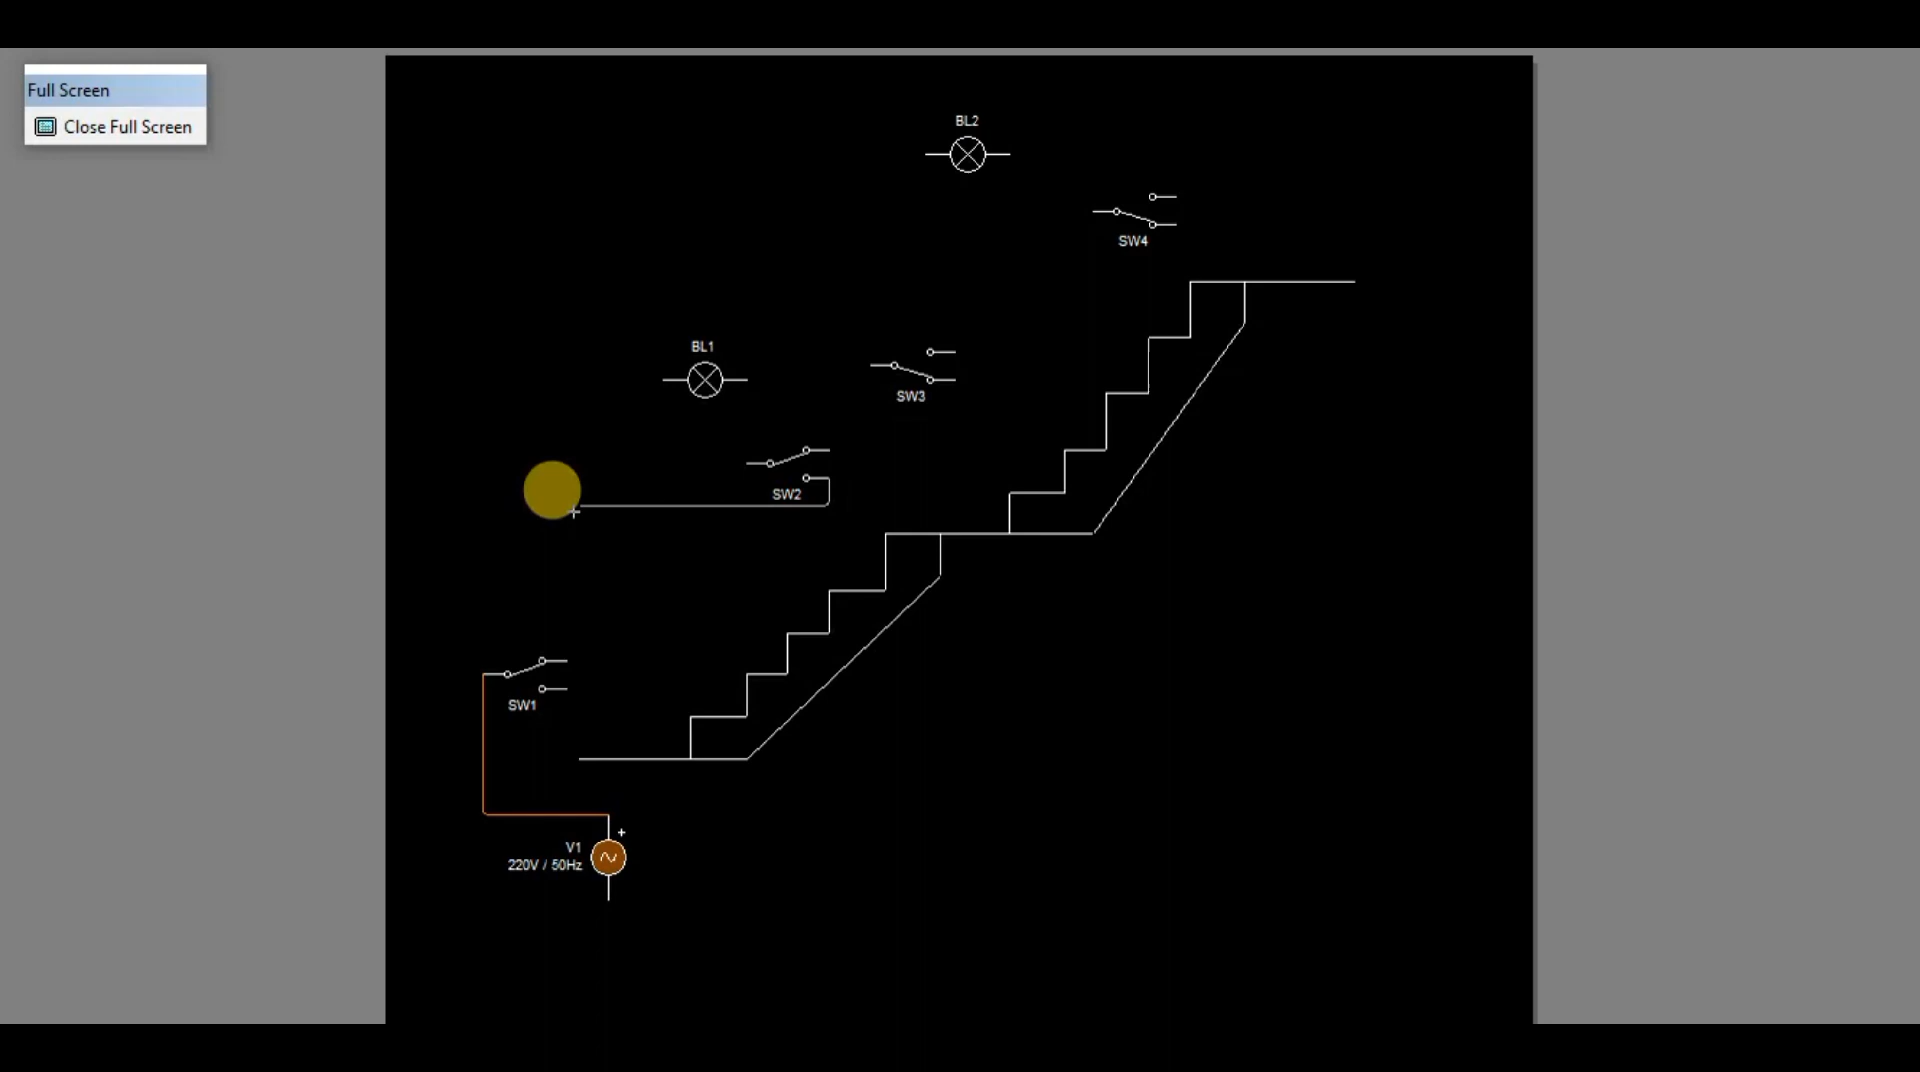 Full Screen
Close Full Screen
BL2
SW4
BL1
SW3
SW2
SW1
+
V1
220V / 50Hz